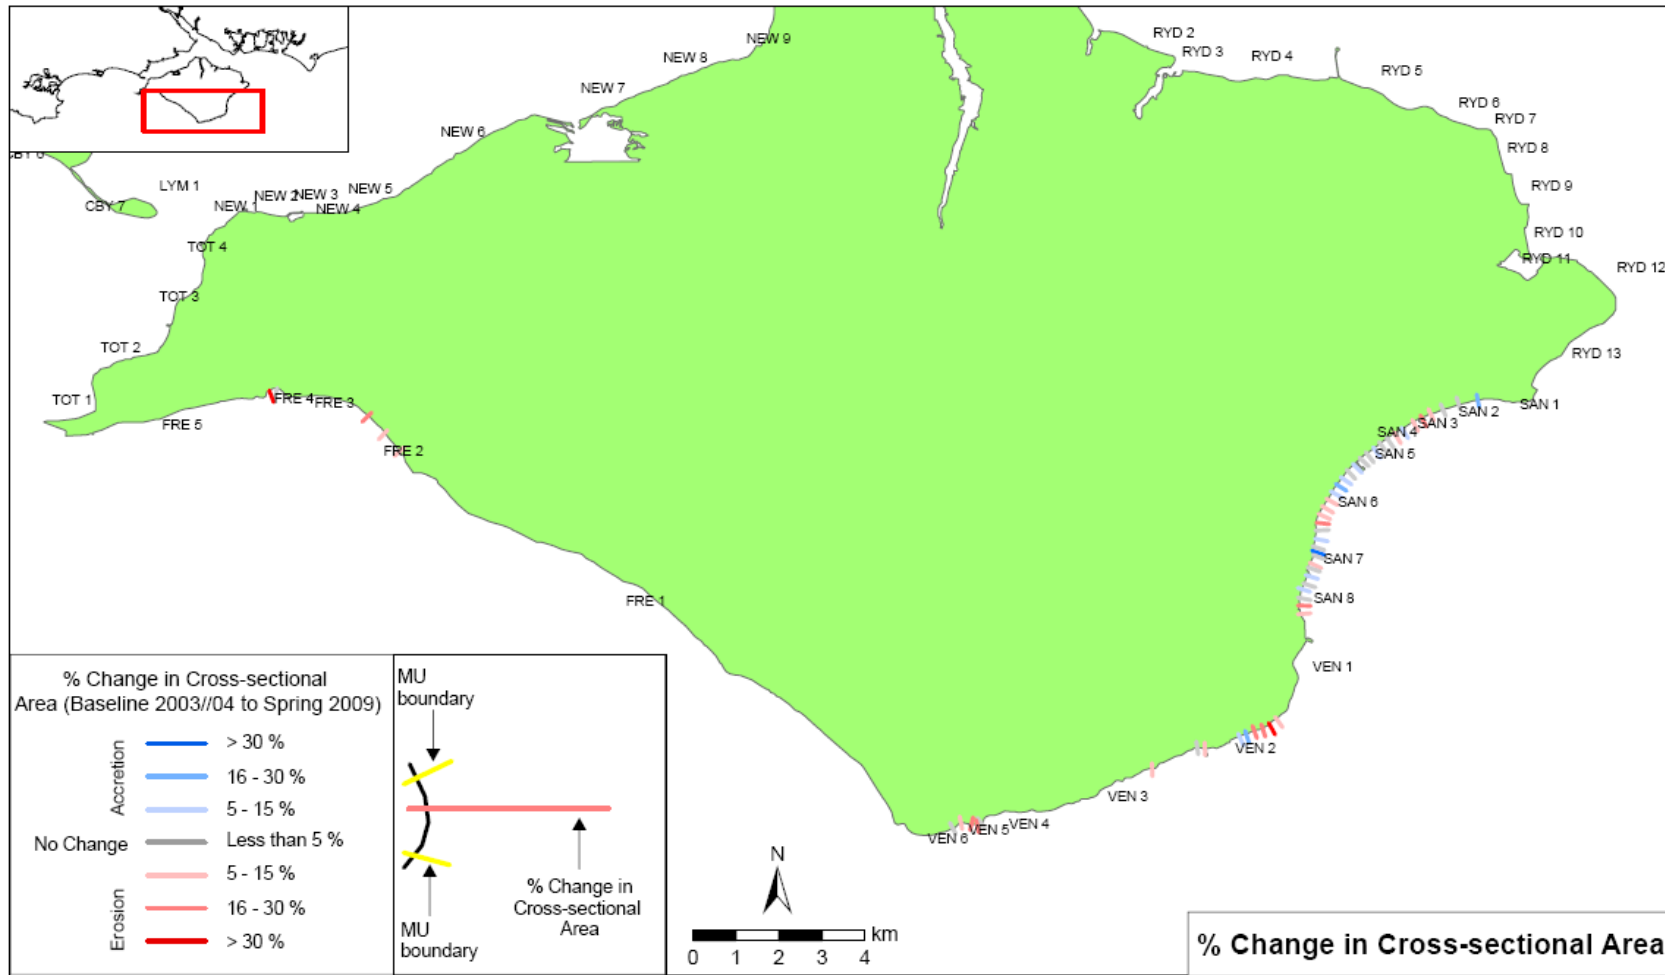 NEW 9
NEW 8
NEW 7
NEW 6
NEW 5
NEW 3
NEW 2
NEW 4
NEW 1
LYM 1
CBY 7
TOT 4
TOT 3
TOT 2
TOT 1
FRE 5
FRE 4
FRE 3
FRE 2
FRE 1
RYD 2
RYD 3
RYD 4
RYD 5
RYD 6
RYD 7
RYD 8
RYD 9
RYD 10
RYD 11
RYD 12
RYD 13
SAN 1
SAN 2
SAN 3
SAN 4
SAN 5
SAN 6
SAN 7
SAN 8
VEN 1
VEN 2
VEN 3
VEN 4
VEN 5
VEN 6
% Change in Cross-sectional
Area (Baseline 2003//04 to Spring 2009)
Accretion
> 30 %
16 - 30 %
5 - 15 %
No Change
Less than 5 %
Erosion
5 - 15 %
16 - 30 %
> 30 %
MU
boundary
% Change in
Cross-sectional
Area
MU
boundary
N
km
0 1 2 3 4
% Change in Cross-sectional Area